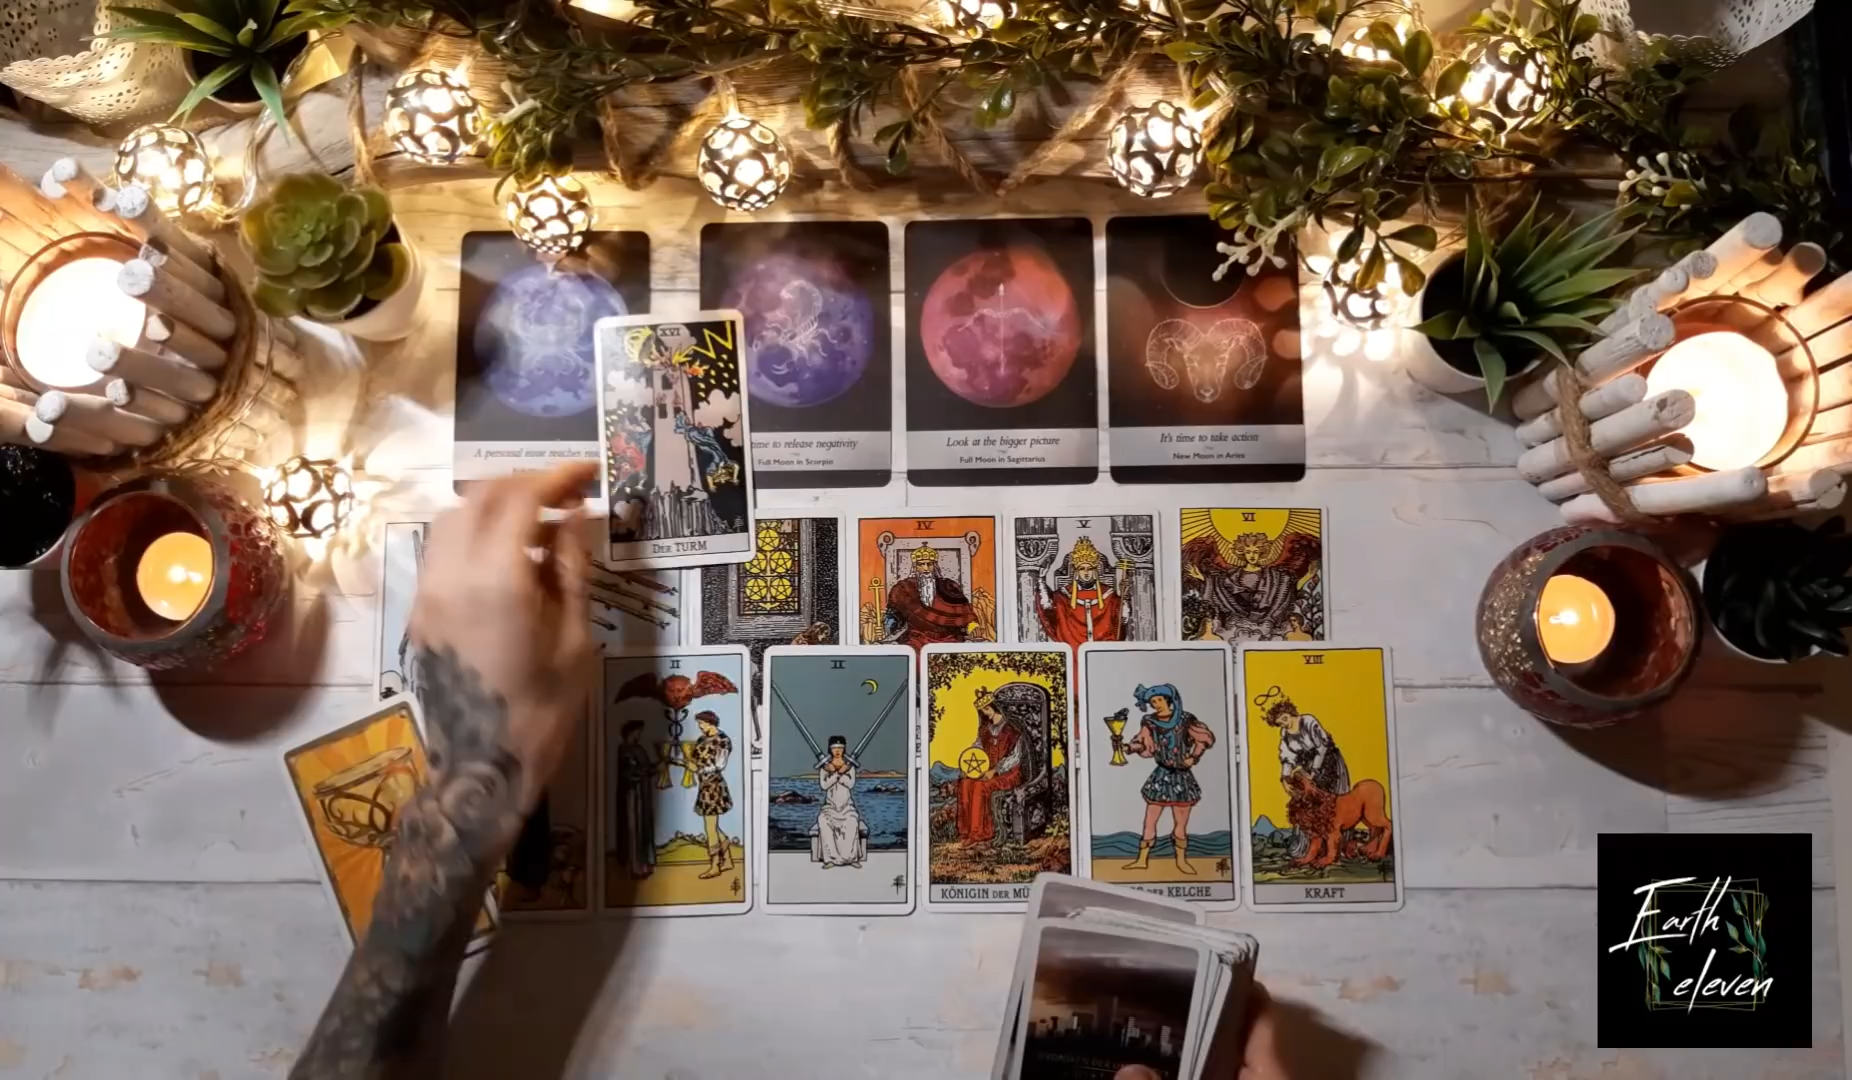 XVI
DER TURM
A personal issue reaches
time to release negativity
Full Moon in Scorpio
Look at the bigger picture
Full Moon in Sagittarius
It's time to take action
New Moon in Aries
IV
V
VI
II
II
VIII
KÖNIGIN DER MÜ
DER KELCHE
KRAFT
Earth
eleven